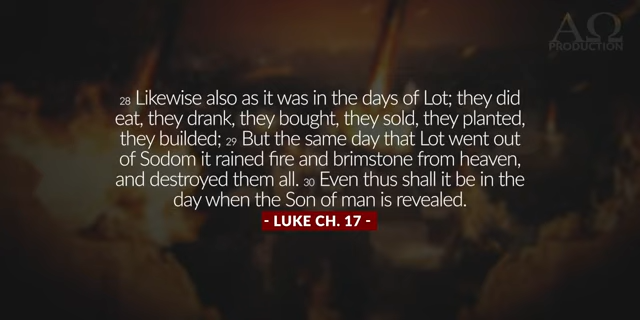 ΑΩ
PRODUCTION
28 Likewise also as it was in the days of Lot; they did
eat, they drank, they bought, they sold, they planted,
they builded; 29 But the same day that Lot went out
of Sodom it rained fire and brimstone from heaven,
and destroyed them all. 30 Even thus shall it be in the
day when the Son of man is revealed.
- LUKE CH. 17 -